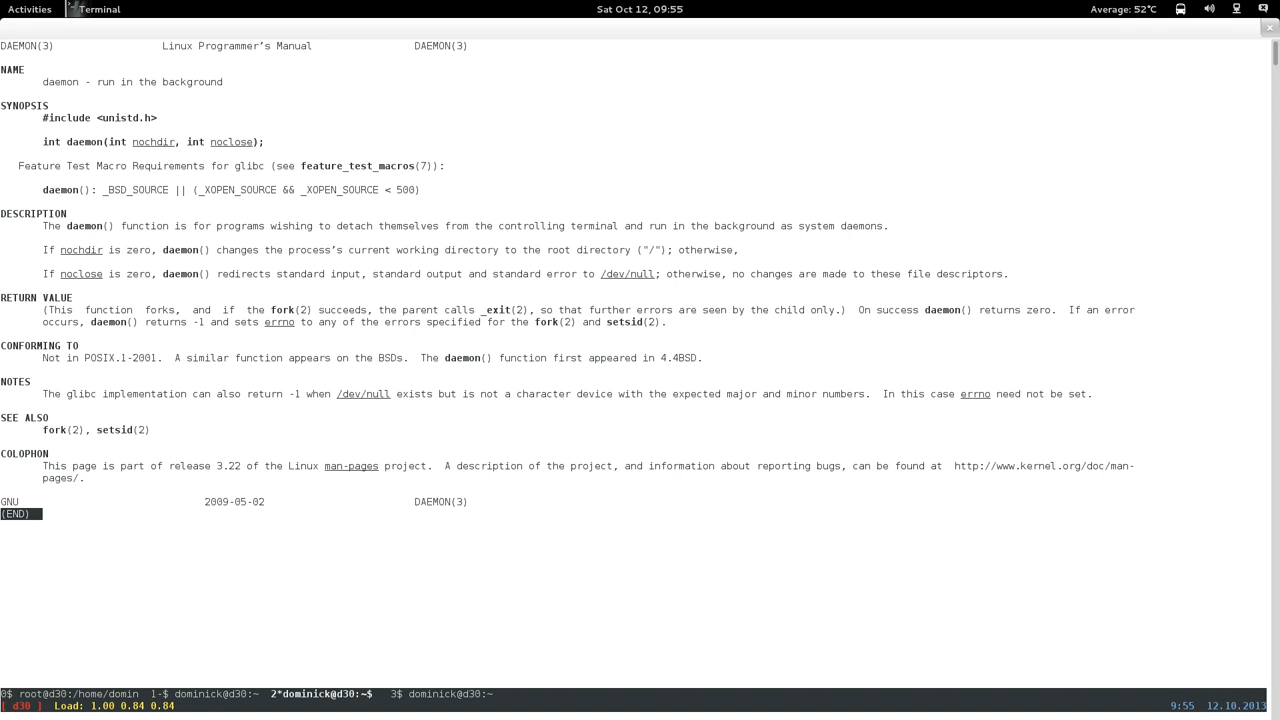 Activities Terminal Sat Oct 12, 09:55 Average: 52°C
DAEMON(3) Linux Programmer’s Manual DAEMON(3)
NAME
daemon - run in the background
SYNOPSIS
#include <unistd.h>
int daemon(int nochdir, int noclose);
Feature Test Macro Requirements for glibc (see feature_test_macros(7)):
daemon(): _BSD_SOURCE || (_XOPEN_SOURCE && _XOPEN_SOURCE < 500)
DESCRIPTION
The daemon() function is for programs wishing to detach themselves from the controlling terminal and run in the background as system daemons.
If nochdir is zero, daemon() changes the process’s current working directory to the root directory ("/"); otherwise,
If noclose is zero, daemon() redirects standard input, standard output and standard error to /dev/null; otherwise, no changes are made to these file descriptors.
RETURN VALUE
(This function forks, and if the fork(2) succeeds, the parent calls _exit(2), so that further errors are seen by the child only.) On success daemon() returns zero. If an error
occurs, daemon() returns -1 and sets errno to any of the errors specified for the fork(2) and setsid(2).
CONFORMING TO
Not in POSIX.1-2001. A similar function appears on the BSDs. The daemon() function first appeared in 4.4BSD.
NOTES
The glibc implementation can also return -1 when /dev/null exists but is not a character device with the expected major and minor numbers. In this case errno need not be set.
SEE ALSO
fork(2), setsid(2)
COLOPHON
This page is part of release 3.22 of the Linux man-pages project. A description of the project, and information about reporting bugs, can be found at http://www.kernel.org/doc/man-
pages/.
GNU 2009-05-02 DAEMON(3)
(END)
0$ root@d30:/home/domin 1-$ dominick@d30:~ 2*dominick@d30:~$ 3$ dominick@d30:~
[ d30 ] Load: 1.00 0.84 0.84 9:55 12.10.2013